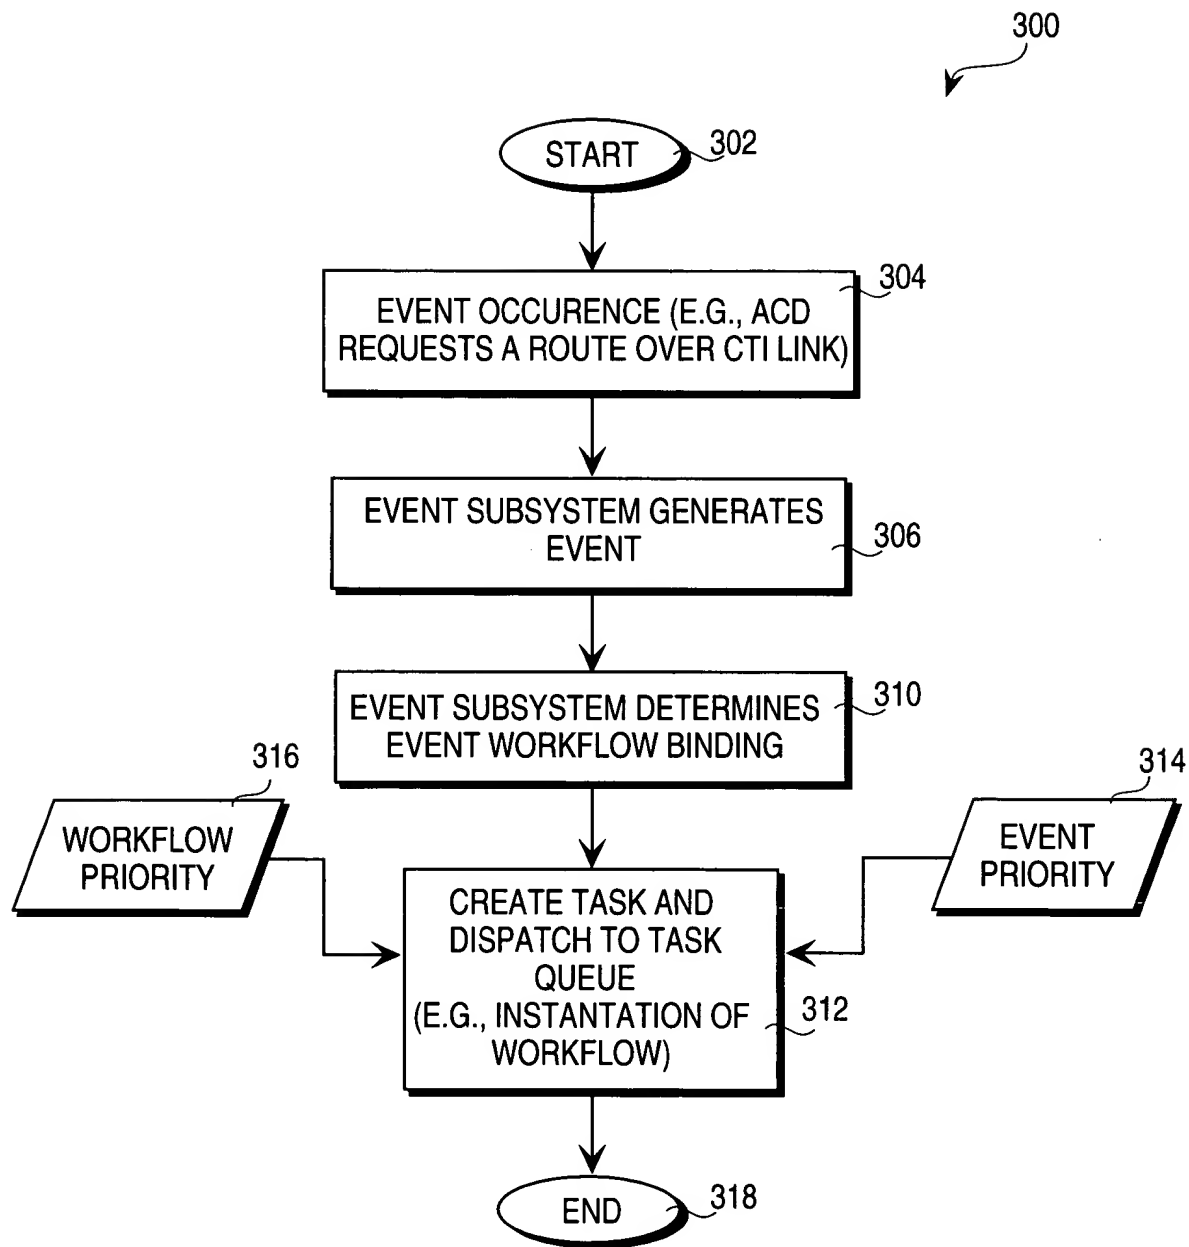 300
START
302
EVENT OCCURENCE (E.G., ACD
REQUESTS A ROUTE OVER CTI LINK)
304
EVENT SUBSYSTEM GENERATES
EVENT
306
EVENT SUBSYSTEM DETERMINES
EVENT WORKFLOW BINDING
310
316
WORKFLOW
PRIORITY
314
EVENT
PRIORITY
CREATE TASK AND
DISPATCH TO TASK
QUEUE
(E.G., INSTANTATION OF
WORKFLOW)
312
END
318